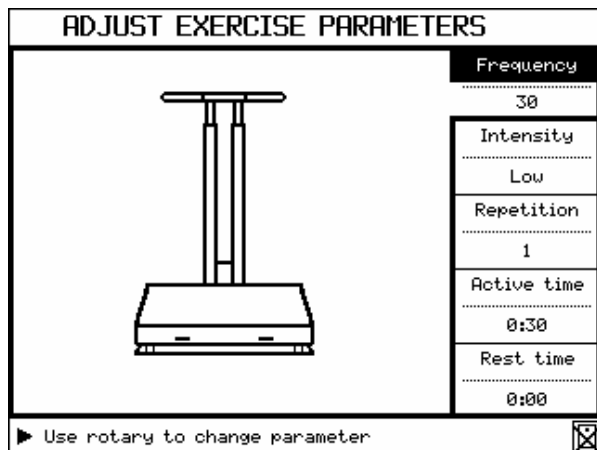 ADJUST EXERCISE PARAMETERS
Frequency
30
Intensity
Low
Repetition
1
Active time
0:30
Rest time
0:00
Use rotary to change parameter